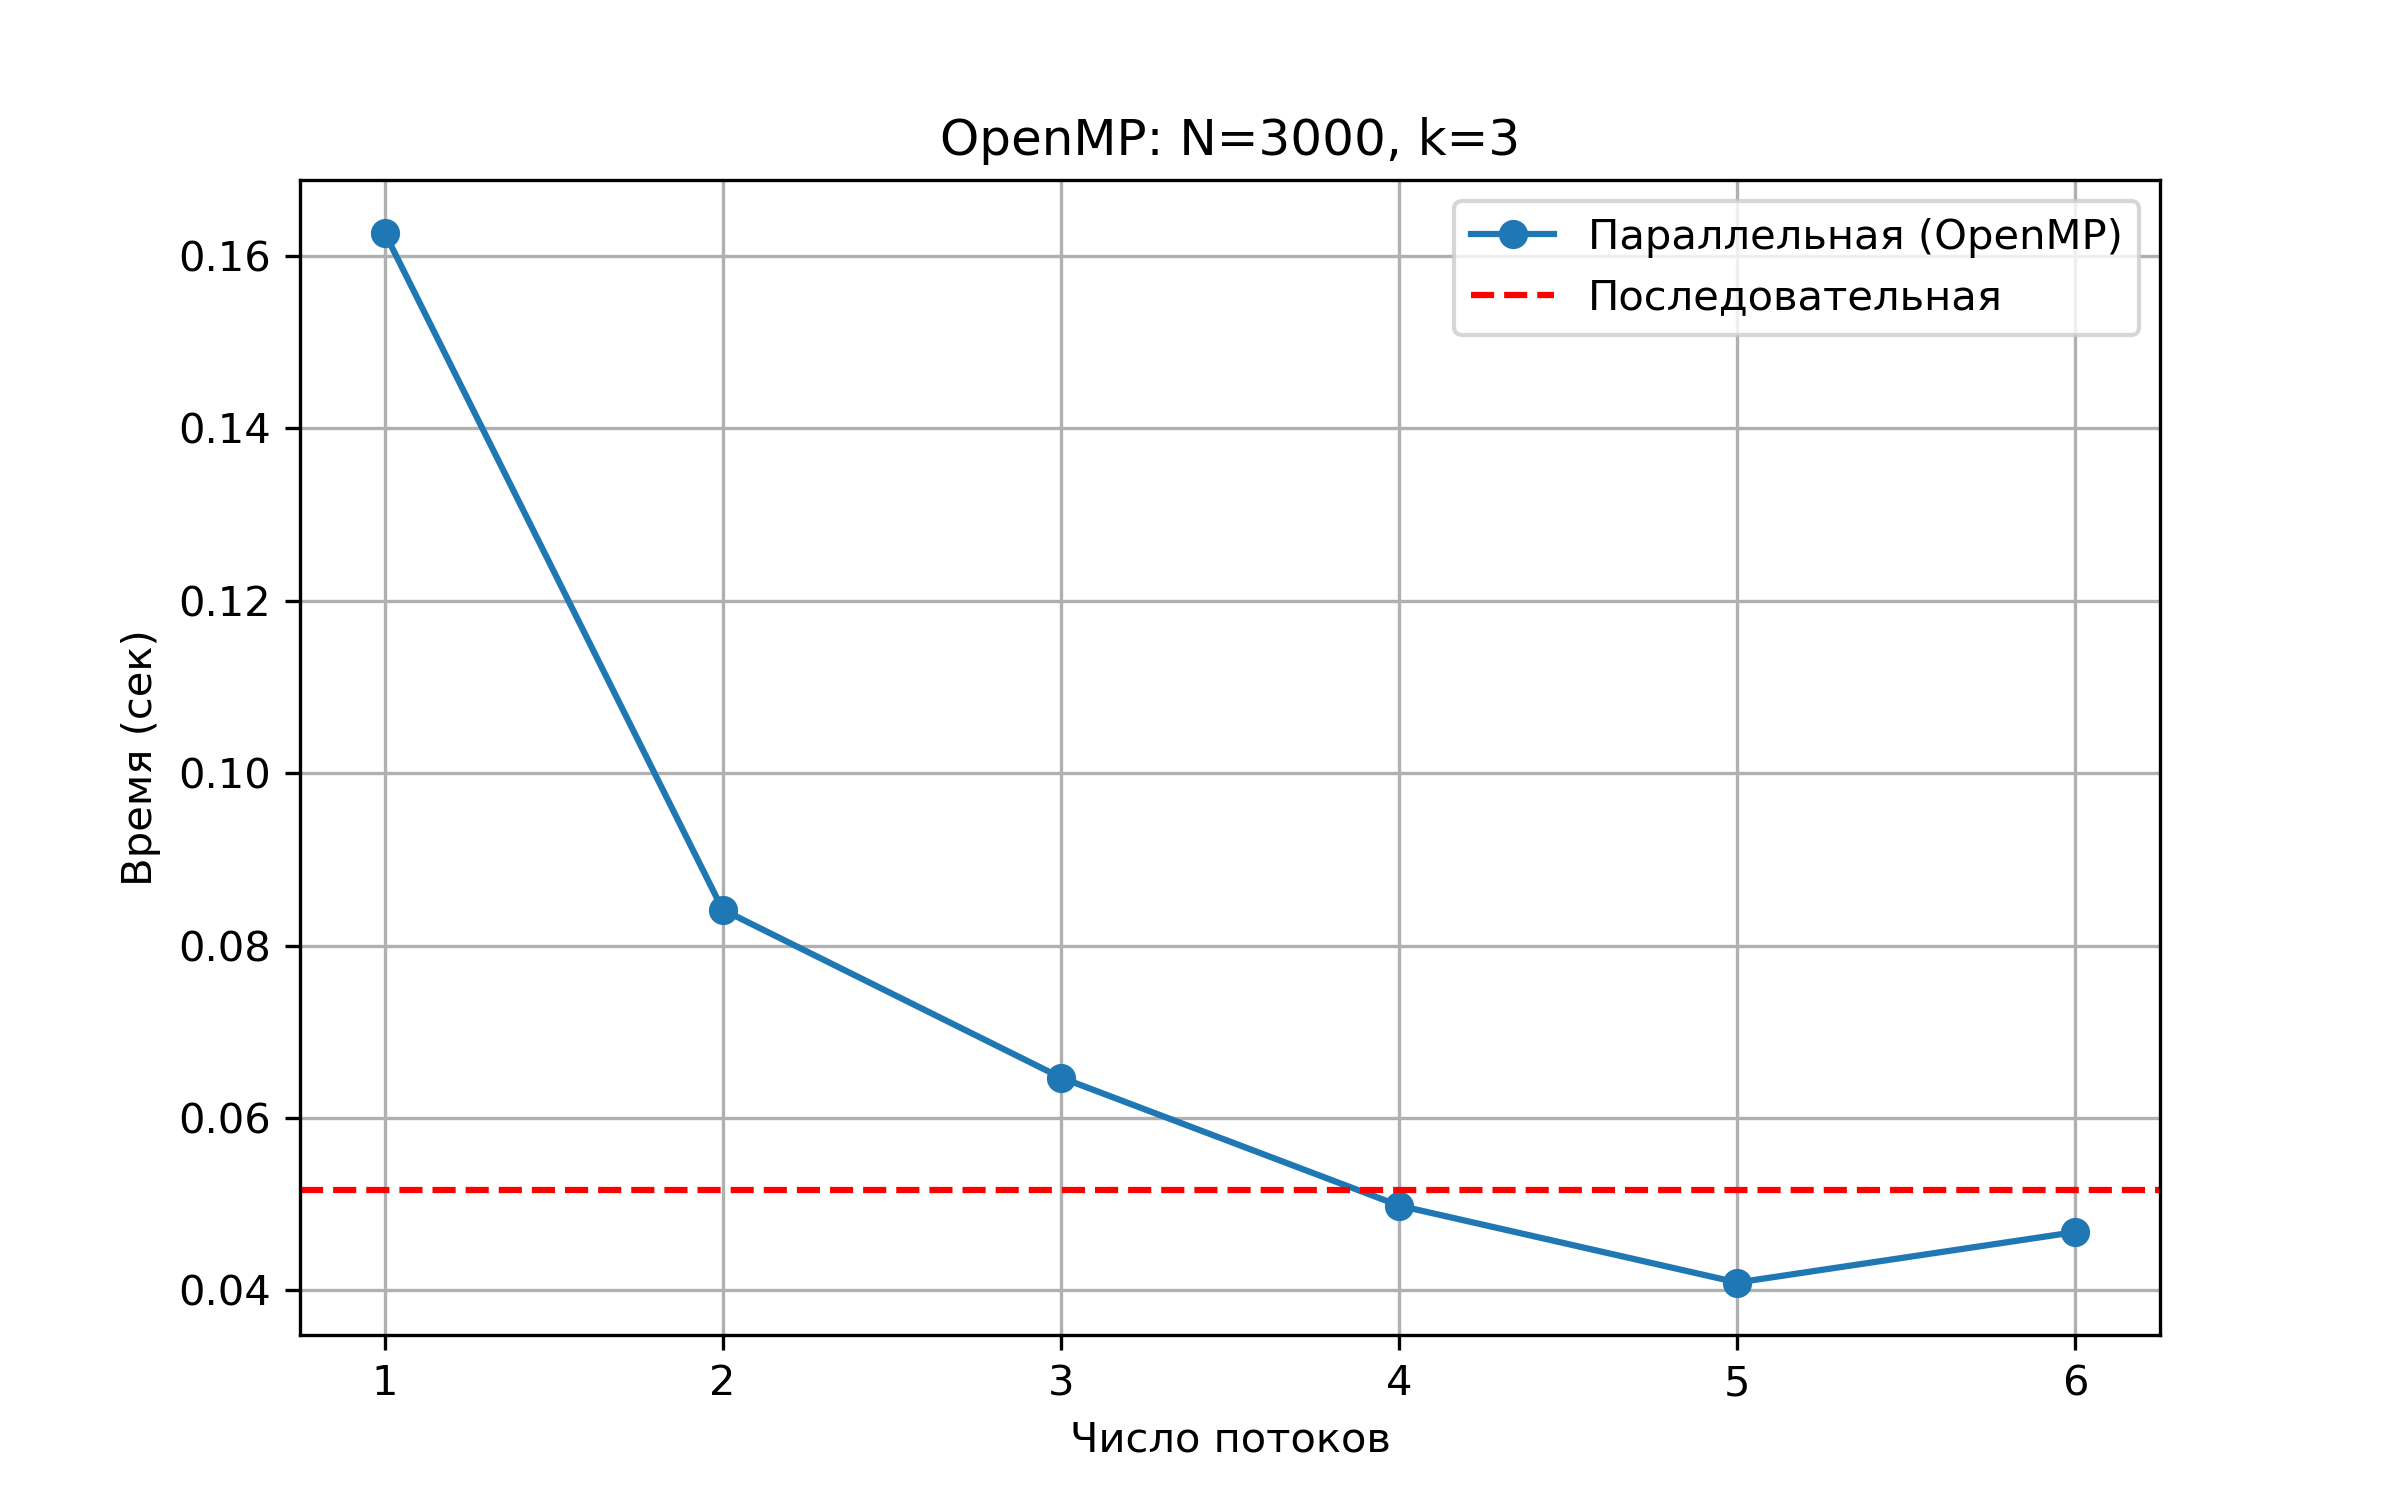 OpenMP: N=3000, k=3
Параллельная (OpenMP)
Последовательная
Время (сек)
0.16
0.14
0.12
0.10
0.08
0.06
0.04
1 2 3 4 5 6
Число потоков